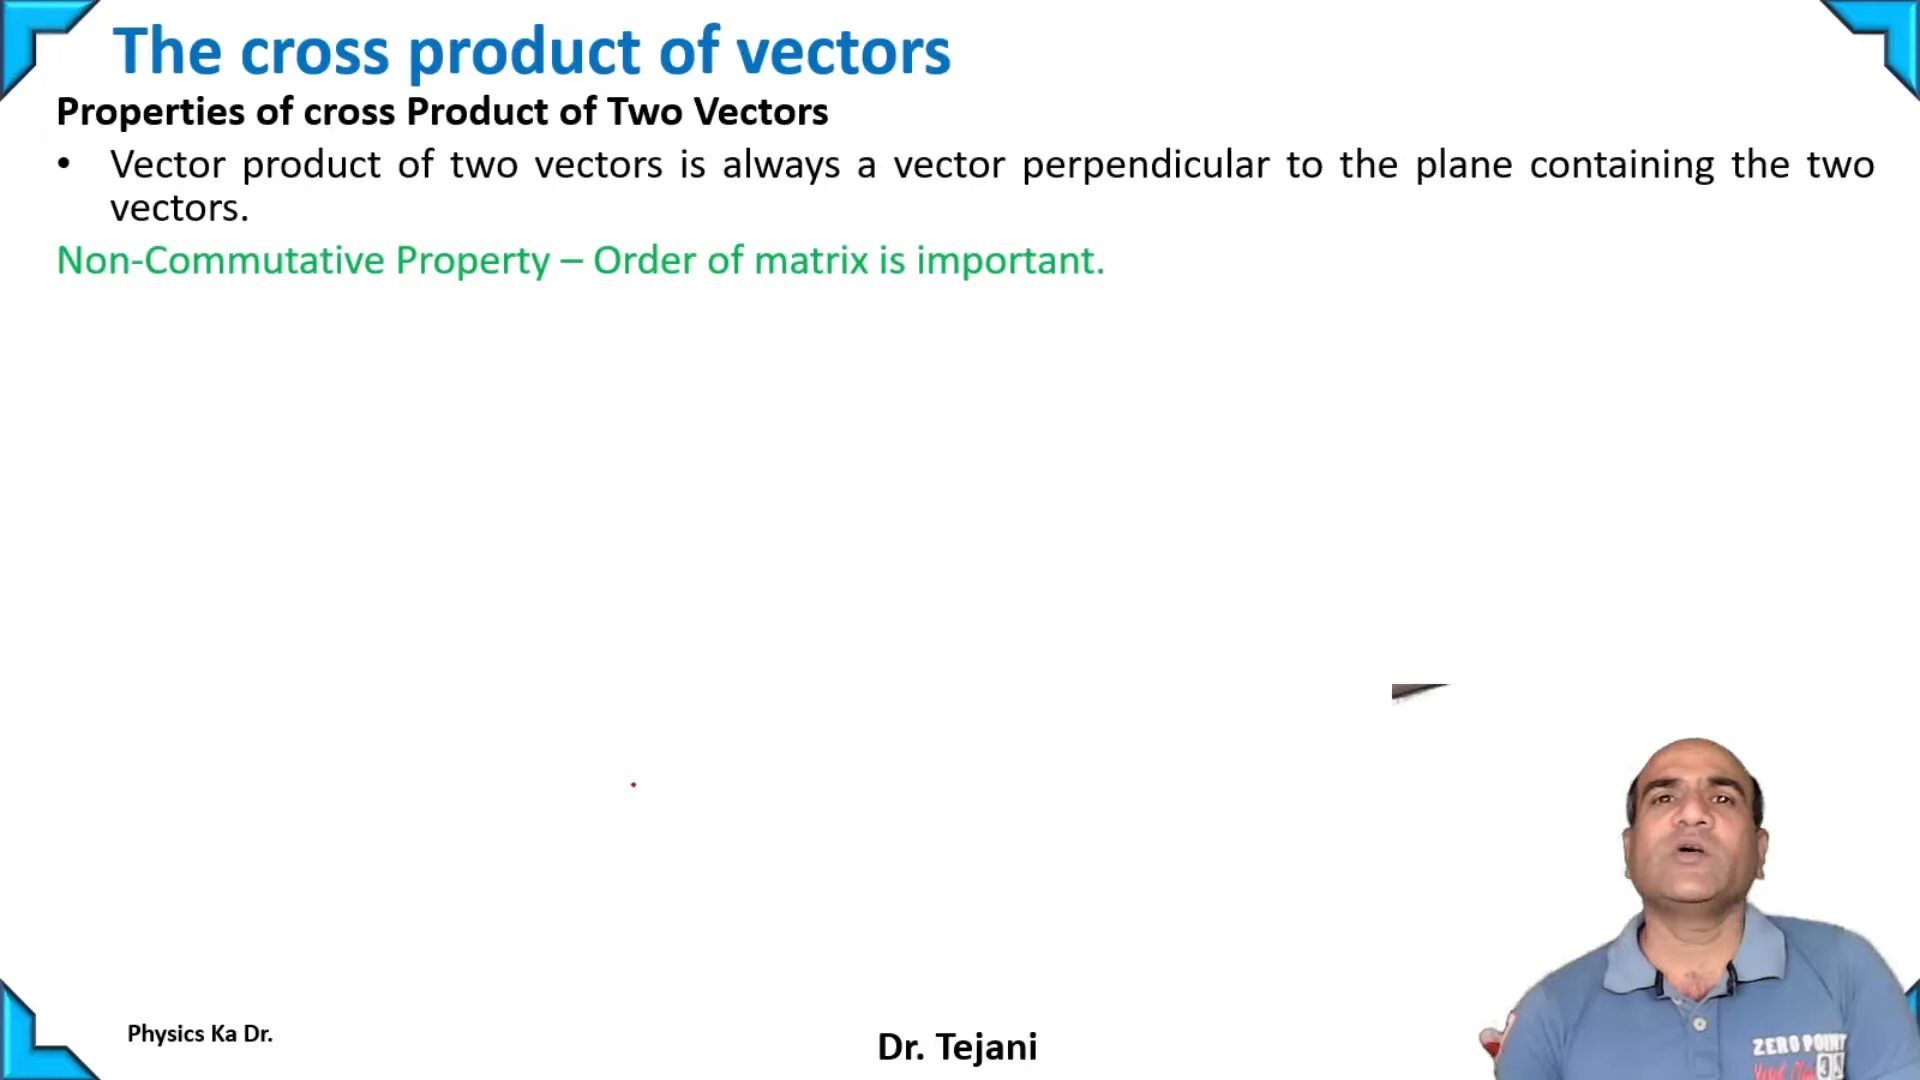 The cross product of vectors
Properties of cross Product of Two Vectors
• Vector product of two vectors is always a vector perpendicular to the plane containing the two
vectors.
Non-Commutative Property – Order of matrix is important.
Physics Ka Dr.
Dr. Tejani
ZERO POINT